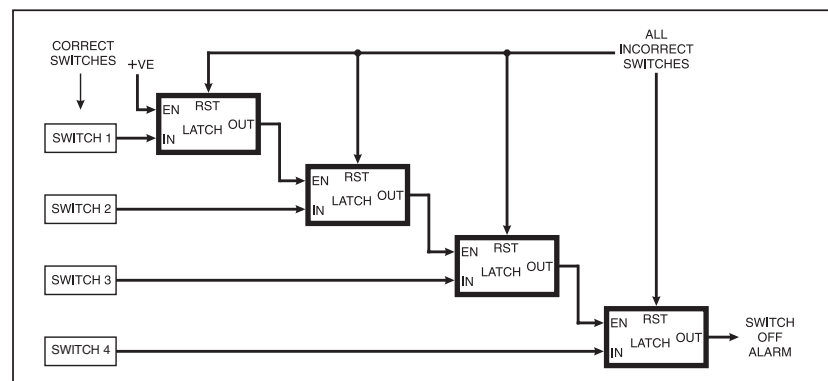 CORRECT
SWITCHES
+VE
ALL
INCORRECT
SWITCHES
SWITCH 1
EN
RST
IN
LATCH
OUT
SWITCH 2
EN
RST
IN
LATCH
OUT
SWITCH 3
EN
RST
IN
LATCH
OUT
SWITCH 4
EN
RST
IN
LATCH
OUT
SWITCH
OFF
ALARM